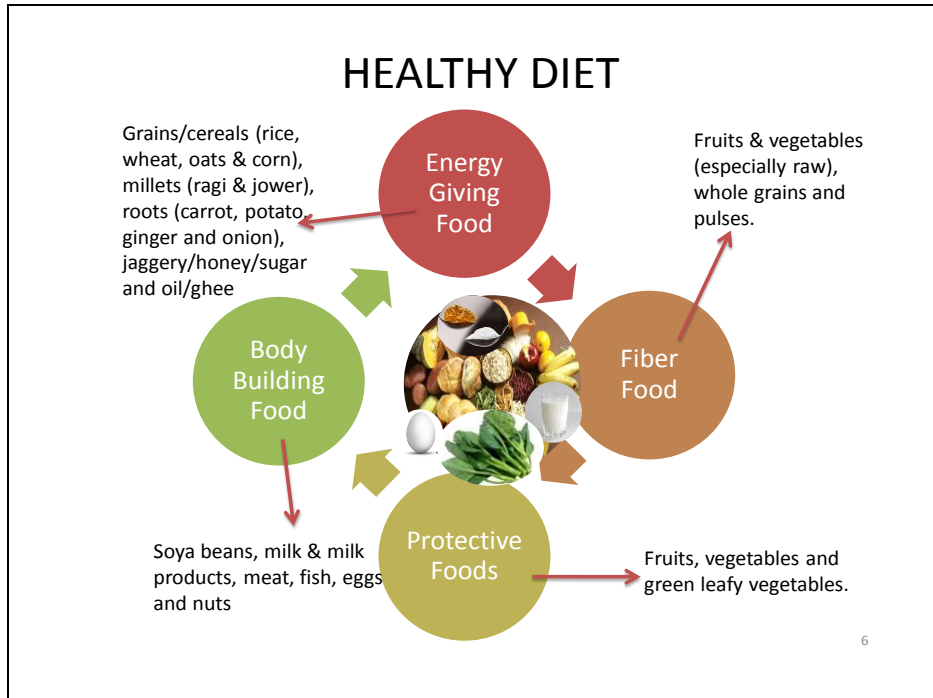 HEALTHY DIET
Grains/cereals (rice,
wheat, oats & corn),
millets (ragi & jower),
roots (carrot, potato,
ginger and onion),
jaggery/honey/sugar
and oil/ghee
Energy
Giving
Food
Fruits & vegetables
(especially raw),
whole grains and
pulses.
Body
Building
Food
Fiber
Food
Soya beans, milk & milk
products, meat, fish, eggs
and nuts
Protective
Foods
Fruits, vegetables and
green leafy vegetables.
6